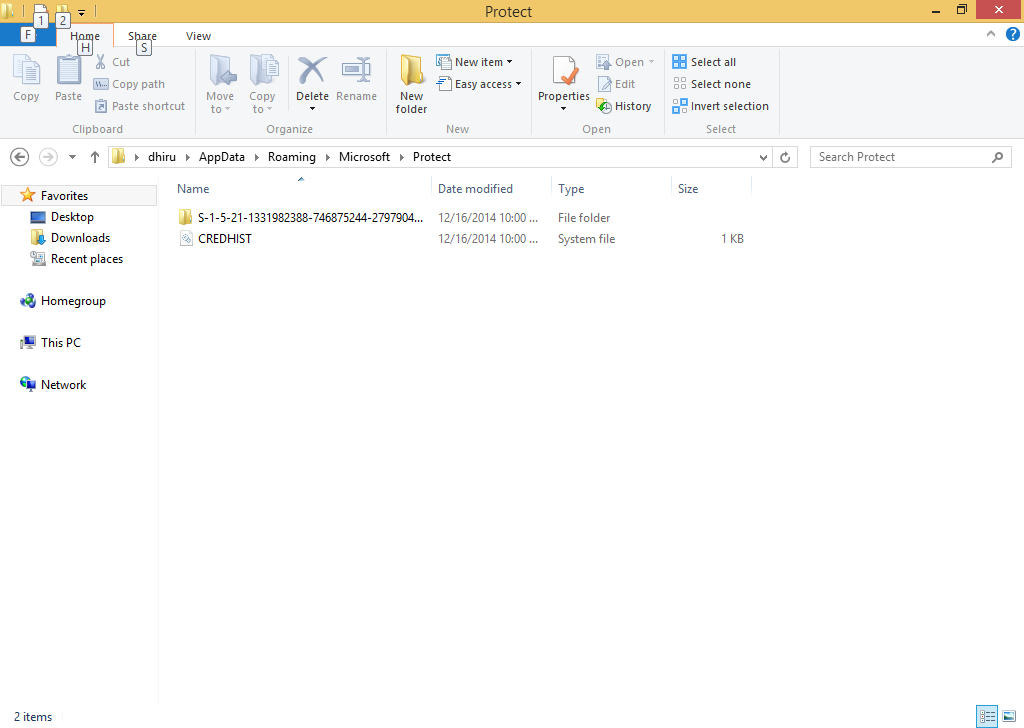 Protect
1 2
F Home Share View
H S
Copy Paste Cut
Copy path
Paste shortcut
Clipboard
Move to Copy to Delete Rename
Organize
New folder New item
Easy access
New
Properties Open
Edit
History
Open
Select all
Select none
Invert selection
Select
dhiru AppData Roaming Microsoft Protect
Search Protect
Name Date modified Type Size
S-1-5-21-1331982388-746875244-2797904... 12/16/2014 10:00 ... File folder
CREDHIST 12/16/2014 10:00 ... System file 1 KB
Favorites
Desktop
Downloads
Recent places
Homegroup
This PC
Network
2 items